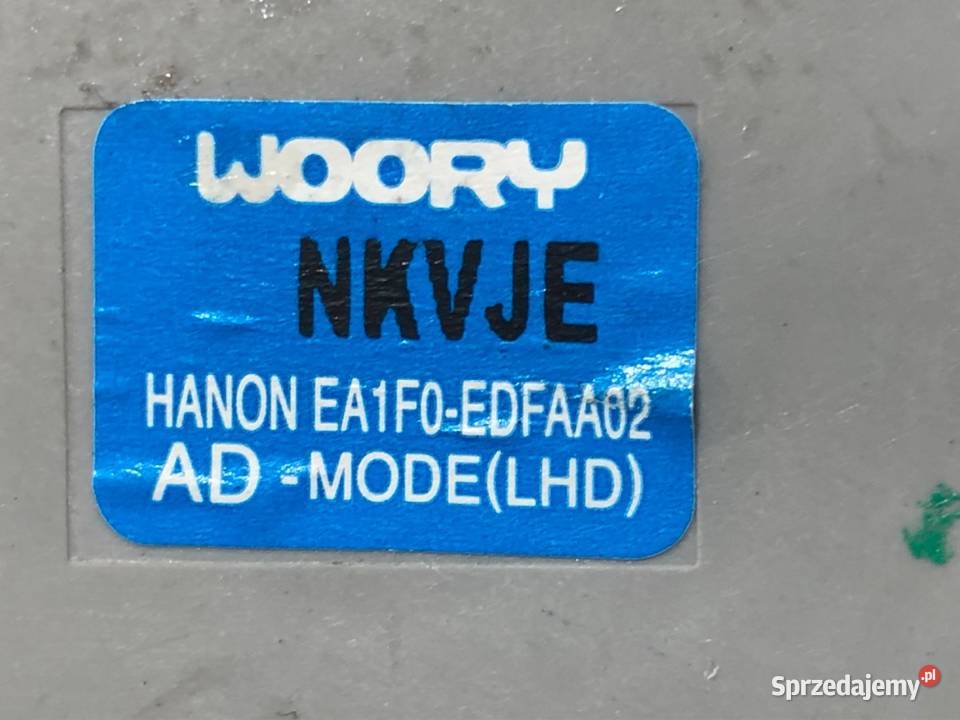 WOORY
NKVJE
HANON EA1F0-EDFAA02
AD - MODE(LHD)
Sprzedajemy.pl